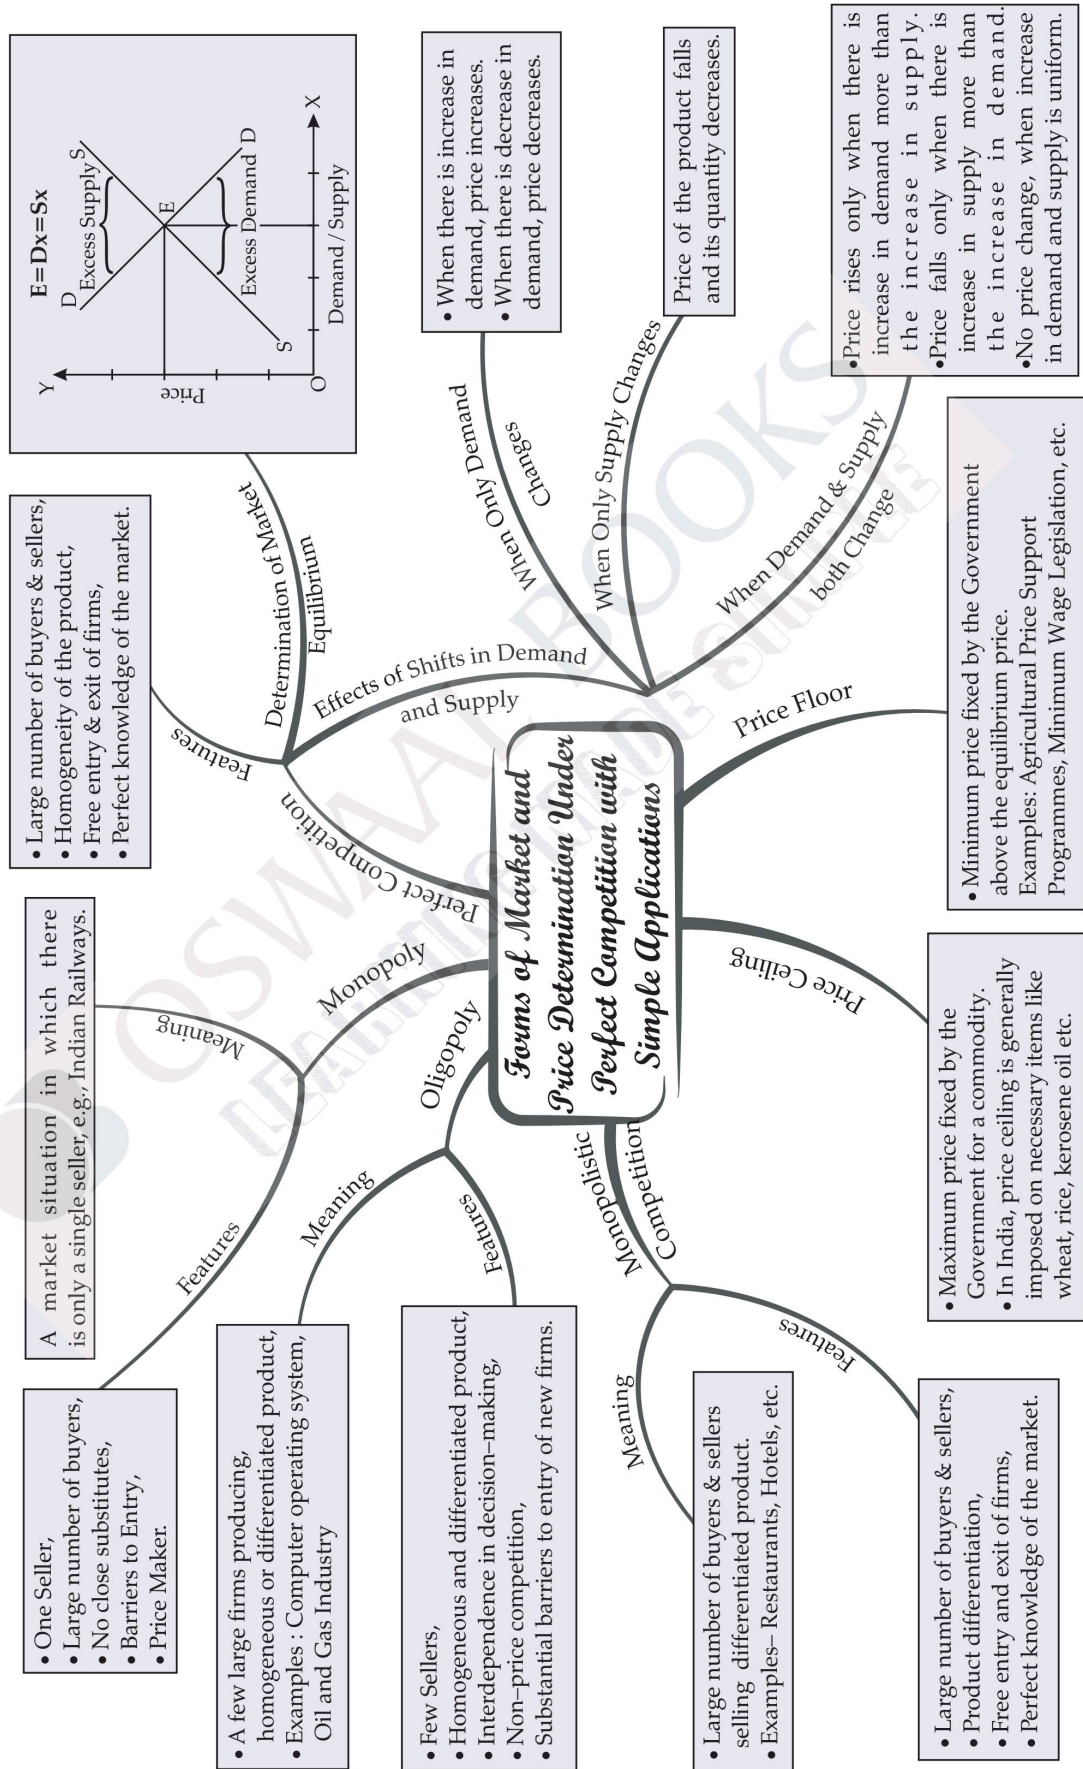 Forms of Market and
Price Determination Under
Perfect Competition with
Simple Applications
Perfect Competition
Features
• Large number of buyers & sellers,
• Homogeneity of the product,
• Free entry & exit of firms,
• Perfect knowledge of the market.
Determination of Market
Equilibrium
E=Dx=Sx
Y
D
S
Excess Supply
Price
E
Excess Demand
S
D
O
X
Demand / Supply
Effects of Shifts in Demand
and Supply
When Only Demand
Changes
• When there is increase in
demand, price increases.
• When there is decrease in
demand, price decreases.
When Only Supply Changes
Price of the product falls
and its quantity decreases.
When Demand & Supply
both Change
•Price rises only when there is
increase in demand more than
the increase in supply.
•Price falls only when there is
increase in supply more than
the increase in demand.
•No price change, when increase
in demand and supply is uniform.
Price Floor
• Minimum price fixed by the Government
above the equilibrium price.
Examples: Agricultural Price Support
Programmes, Minimum Wage Legislation, etc.
Price Ceiling
• Maximum price fixed by the
Government for a commodity.
• In India, price ceiling is generally
imposed on necessary items like
wheat, rice, kerosene oil etc.
Monopolistic
Competition
Meaning
• Large number of buyers & sellers
selling differentiated product.
• Examples– Restaurants, Hotels, etc.
Features
• Large number of buyers & sellers,
• Product differentiation,
• Free entry and exit of firms,
• Perfect knowledge of the market.
Oligopoly
Meaning
• A few large firms producing,
homogeneous or differentiated product,
• Examples : Computer operating system,
Oil and Gas Industry
Features
• Few Sellers,
• Homogeneous and differentiated product,
• Interdependence in decision–making,
• Non–price competition,
• Substantial barriers to entry of new firms.
Monopoly
Meaning
A market situation in which there
is only a single seller, e.g., Indian Railways.
Features
• One Seller,
• Large number of buyers,
• No close substitutes,
• Barriers to Entry,
• Price Maker.
OSWAAL BOOKS
LEARNING MADE SIMPLE